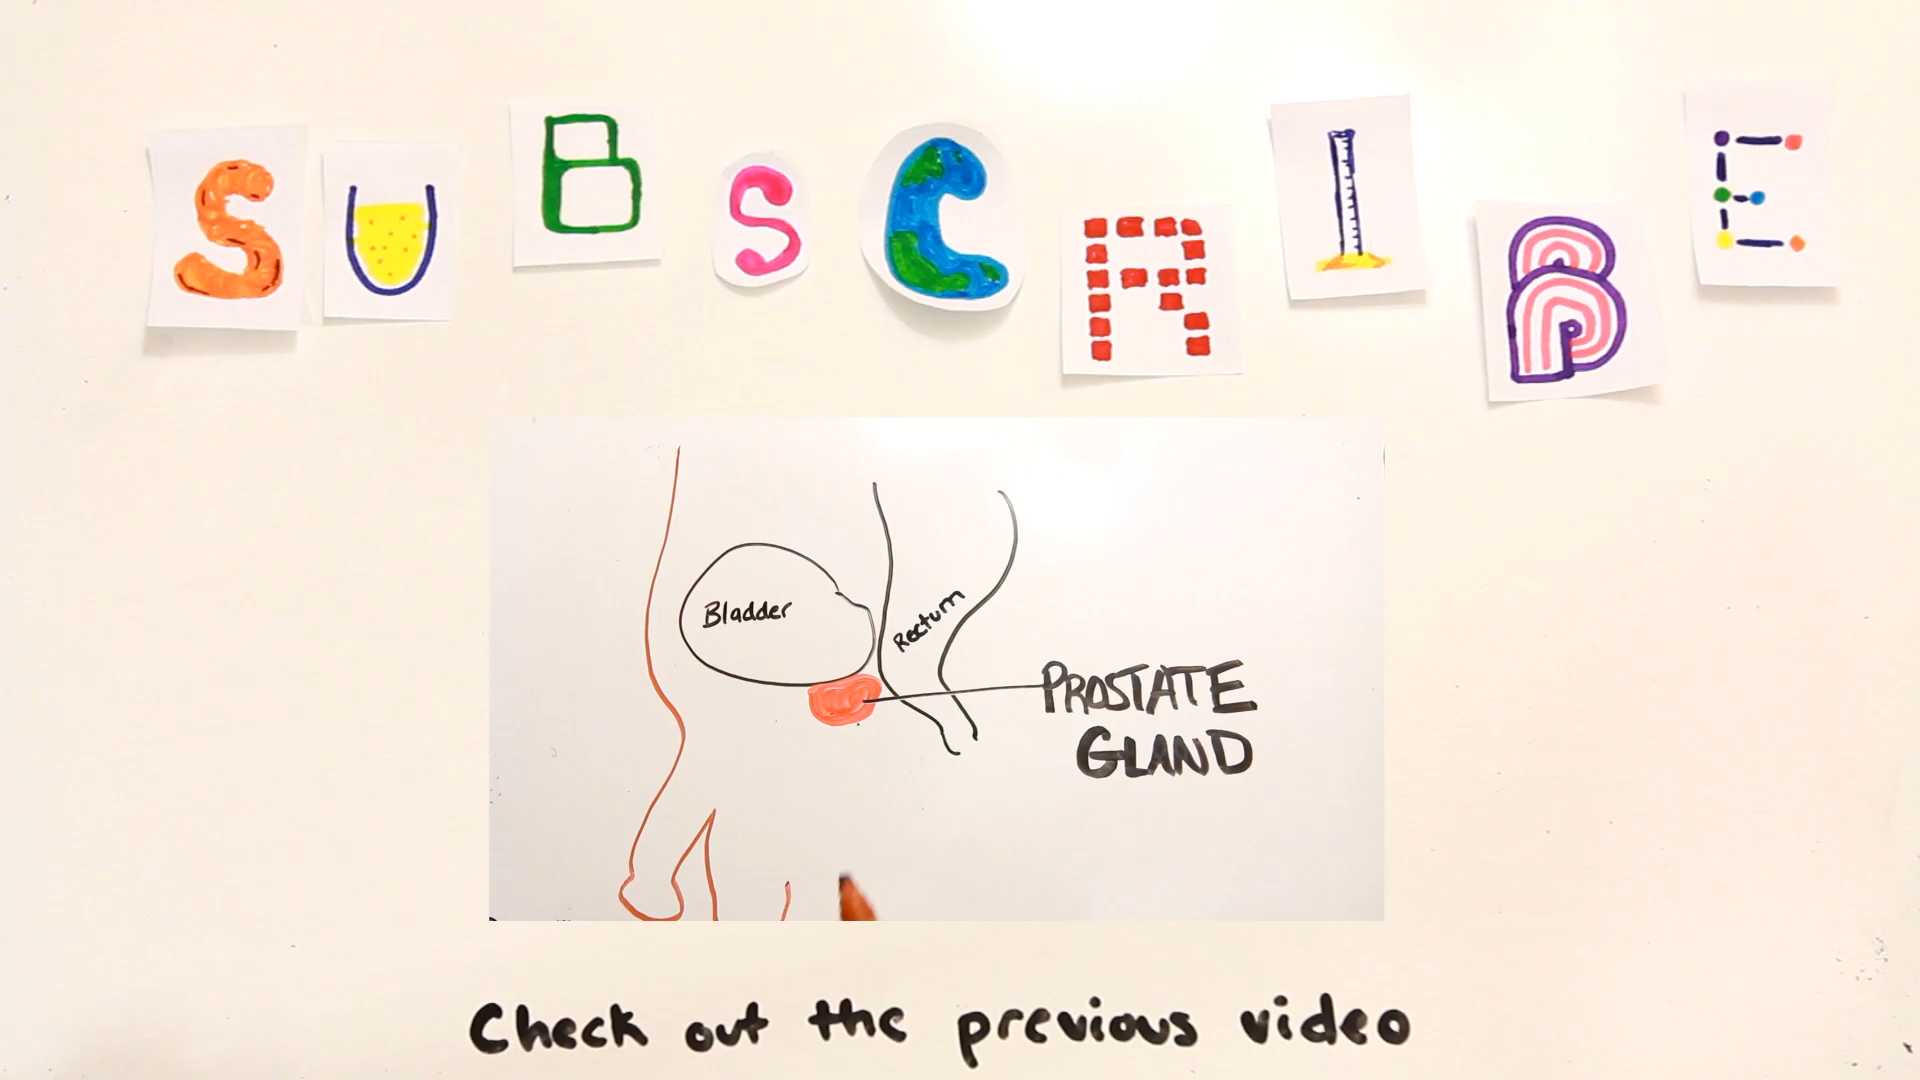 SUBSCRIBE
Bladder
Rectum
PROSTATE
GLAND
Check out the previous video